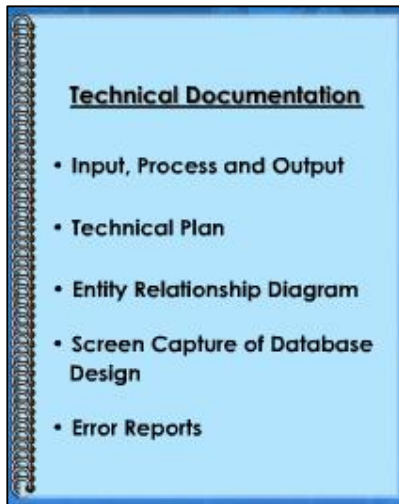 Technical Documentation
• Input, Process and Output
• Technical Plan
• Entity Relationship Diagram
• Screen Capture of Database
Design
• Error Reports